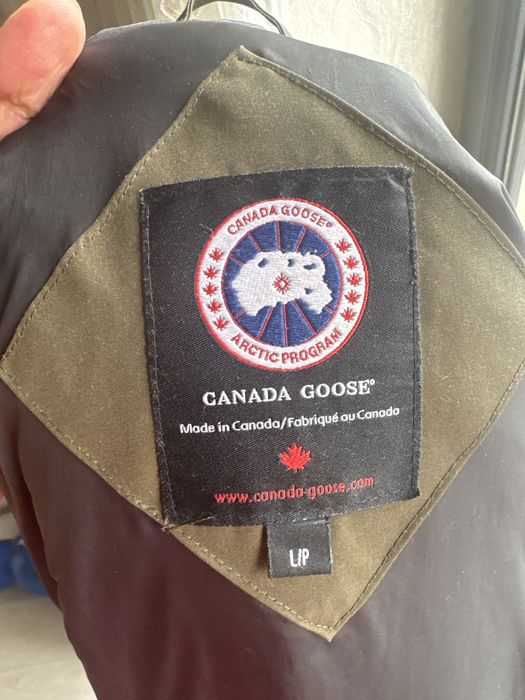 CANADA GOOSE®
ARCTIC PROGRAM
CANADA GOOSE®
Made in Canada/Fabriqué au Canada
www.canada-goose.com
L/P